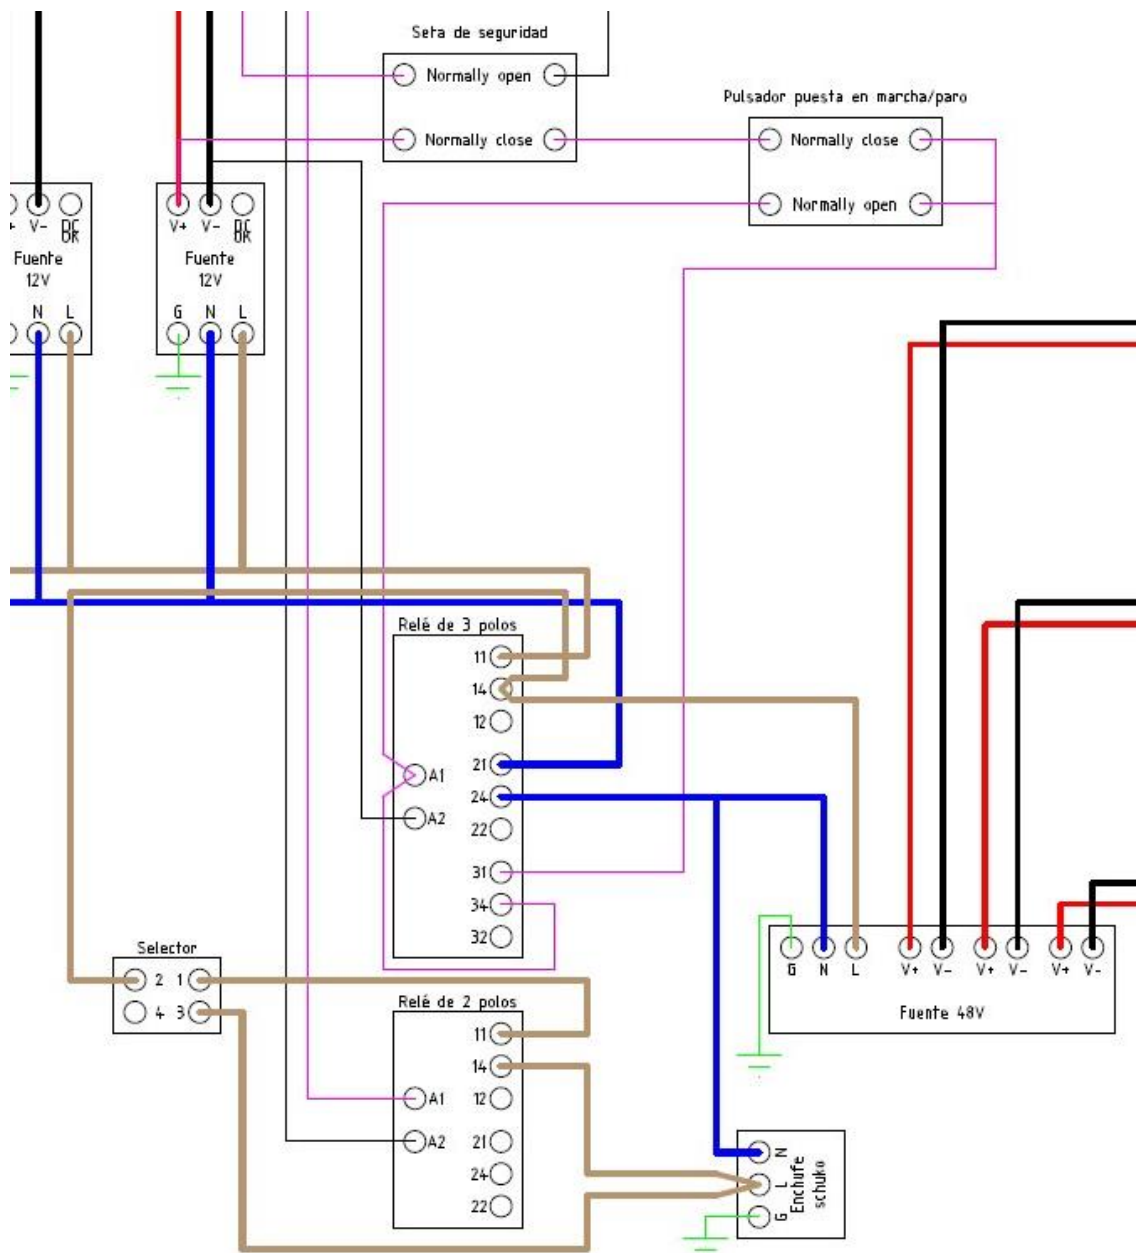 Seta de seguridad
Normally open
Normally close
Pulsador puesta en marcha/paro
Normally close
Normally open
+ V- DC OK
Fuente
12V
N L
V+ V- DC OK
Fuente
12V
G N L
Relé de 3 polos
11
14
12
21
A1
24
A2
22
31
34
32
Selector
2 1
4 3
Relé de 2 polos
11
14
A1 12
A2 21
24
22
G N L V+ V- V+ V- V+ V-
Fuente 48V
N
L
G
Enchufe
schuko